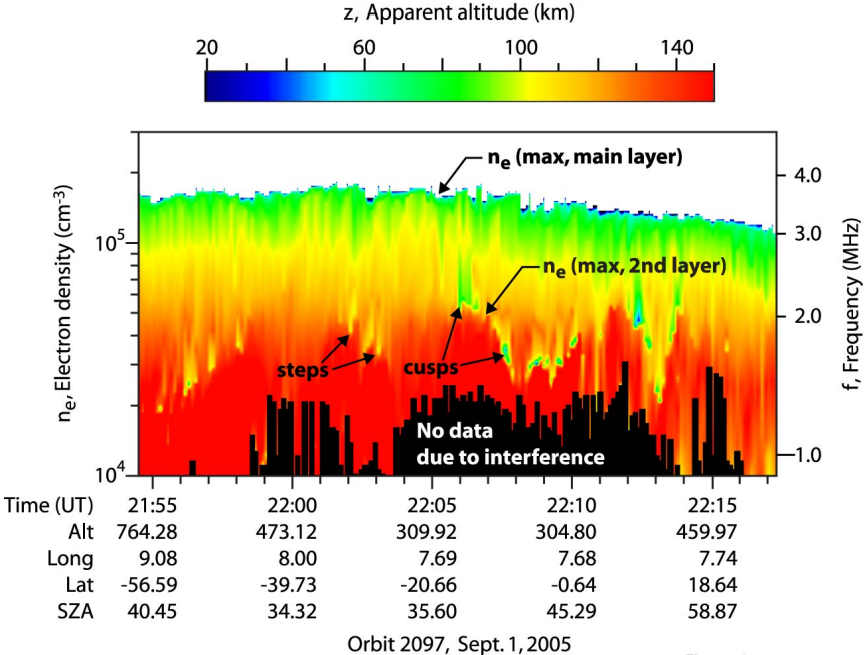 z, Apparent altitude (km)
20 60 100 140
nₑ (max, main layer)
nₑ (max, 2nd layer)
steps
cusps
No data
due to interference
nₑ, Electron density (cm⁻³)
10⁵
10⁴
4.0
3.0
2.0
1.0
f, Frequency (MHz)
Time (UT) 21:55 22:00 22:05 22:10 22:15
Alt 764.28 473.12 309.92 304.80 459.97
Long 9.08 8.00 7.69 7.68 7.74
Lat -56.59 -39.73 -20.66 -0.64 18.64
SZA 40.45 34.32 35.60 45.29 58.87
Orbit 2097, Sept. 1, 2005